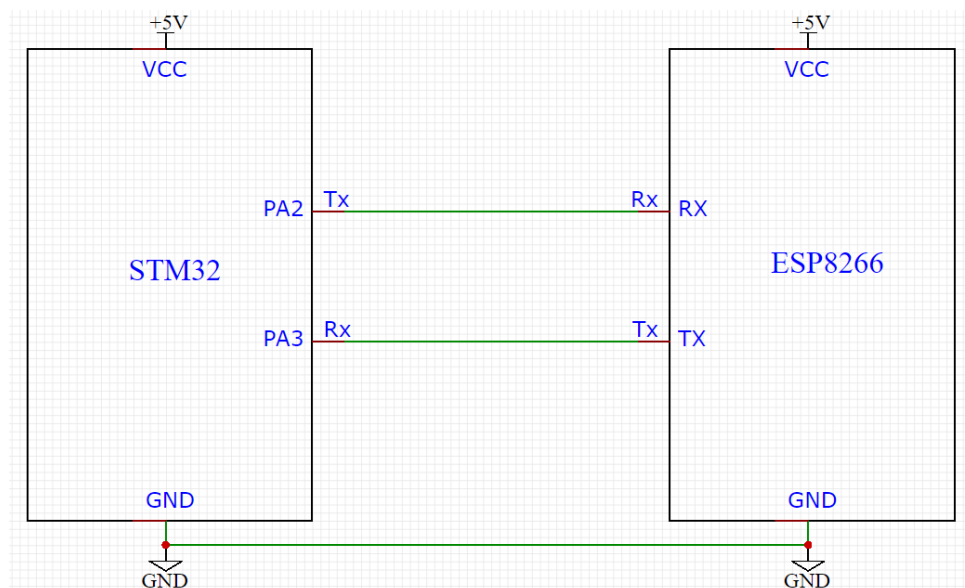 +5V
+5V
VCC
VCC
PA2 Tx
Rx RX
STM32
ESP8266
PA3 Rx
Tx TX
GND
GND
GND
GND